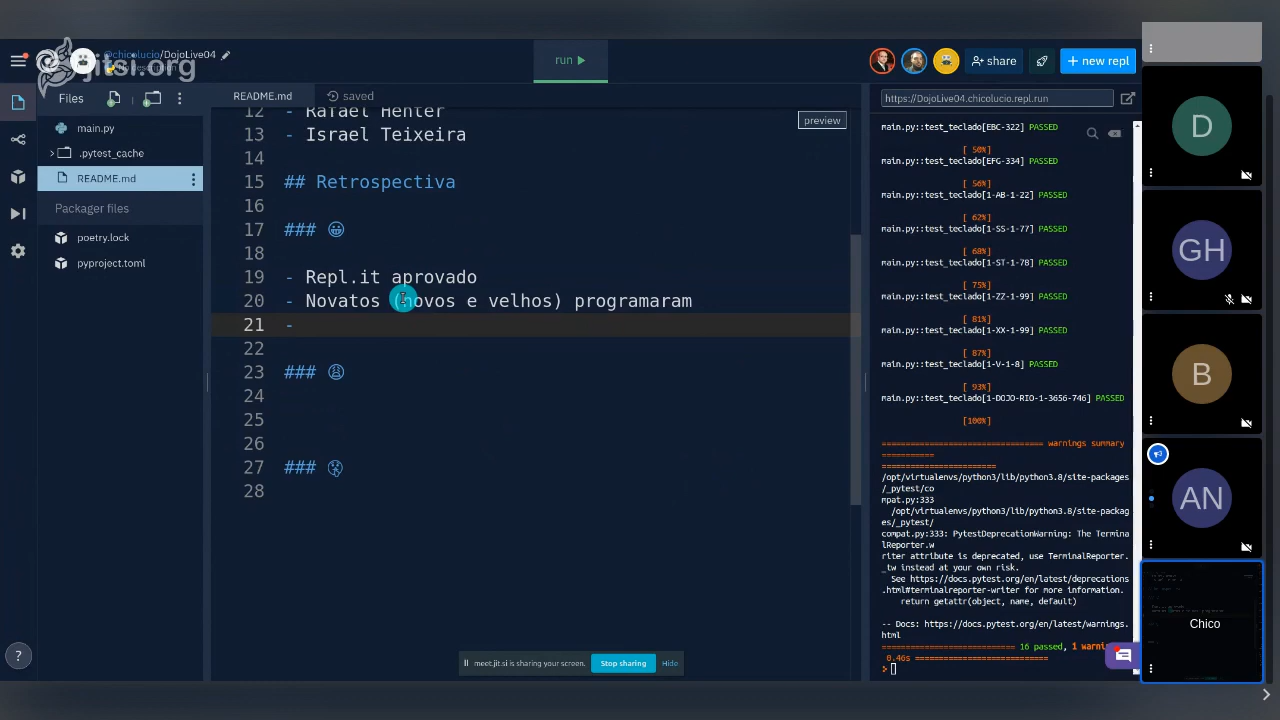 @chicolucio/DojoLive04
jitsi.org
run
share
+ new repl
Files
README.md
saved
https://DojoLive04.chicolucio.repl.run
main.py
.pytest_cache
README.md
Packager files
poetry.lock
pyproject.toml
preview
12 - Rafael Henter
13 - Israel Teixeira
14
15 ## Retrospectiva
16
17 ### 😀
18
19 - Repl.it aprovado
20 - Novatos (novos e velhos) programaram
21 -
22
23 ### 😩
24
25
26
27 ###
28
main.py::test_teclado[EBC-322] PASSED
[ 50%]
main.py::test_teclado[EFG-334] PASSED
[ 56%]
main.py::test_teclado[1-AB-1-22] PASSED
[ 62%]
main.py::test_teclado[1-SS-1-77] PASSED
[ 68%]
main.py::test_teclado[1-ST-1-78] PASSED
[ 75%]
main.py::test_teclado[1-ZZ-1-99] PASSED
[ 81%]
main.py::test_teclado[1-XX-1-99] PASSED
[ 87%]
main.py::test_teclado[1-V-1-8] PASSED
[ 93%]
main.py::test_teclado[1-DOJO-RIO-1-3656-746] PASSED
[100%]
=============================== warnings summary
===========
========================
/opt/virtualenvs/python3/lib/python3.8/site-packages
/_pytest/co
mpat.py:333
/opt/virtualenvs/python3/lib/python3.8/site-packag
es/_pytest/
compat.py:333: PytestDeprecationWarning: The Termina
lReporter.w
riter attribute is deprecated, use TerminalReporter.
_tw instead at your own risk.
See https://docs.pytest.org/en/latest/deprecations
.html#terminalreporter-writer for more information.
return getattr(object, name, default)
-- Docs: https://docs.pytest.org/en/latest/warnings.
html
============================ 16 passed, 1 warni
0.46s ============================
meet.jit.si is sharing your screen.
Stop sharing
Hide
?
D
GH
B
AN
Chico